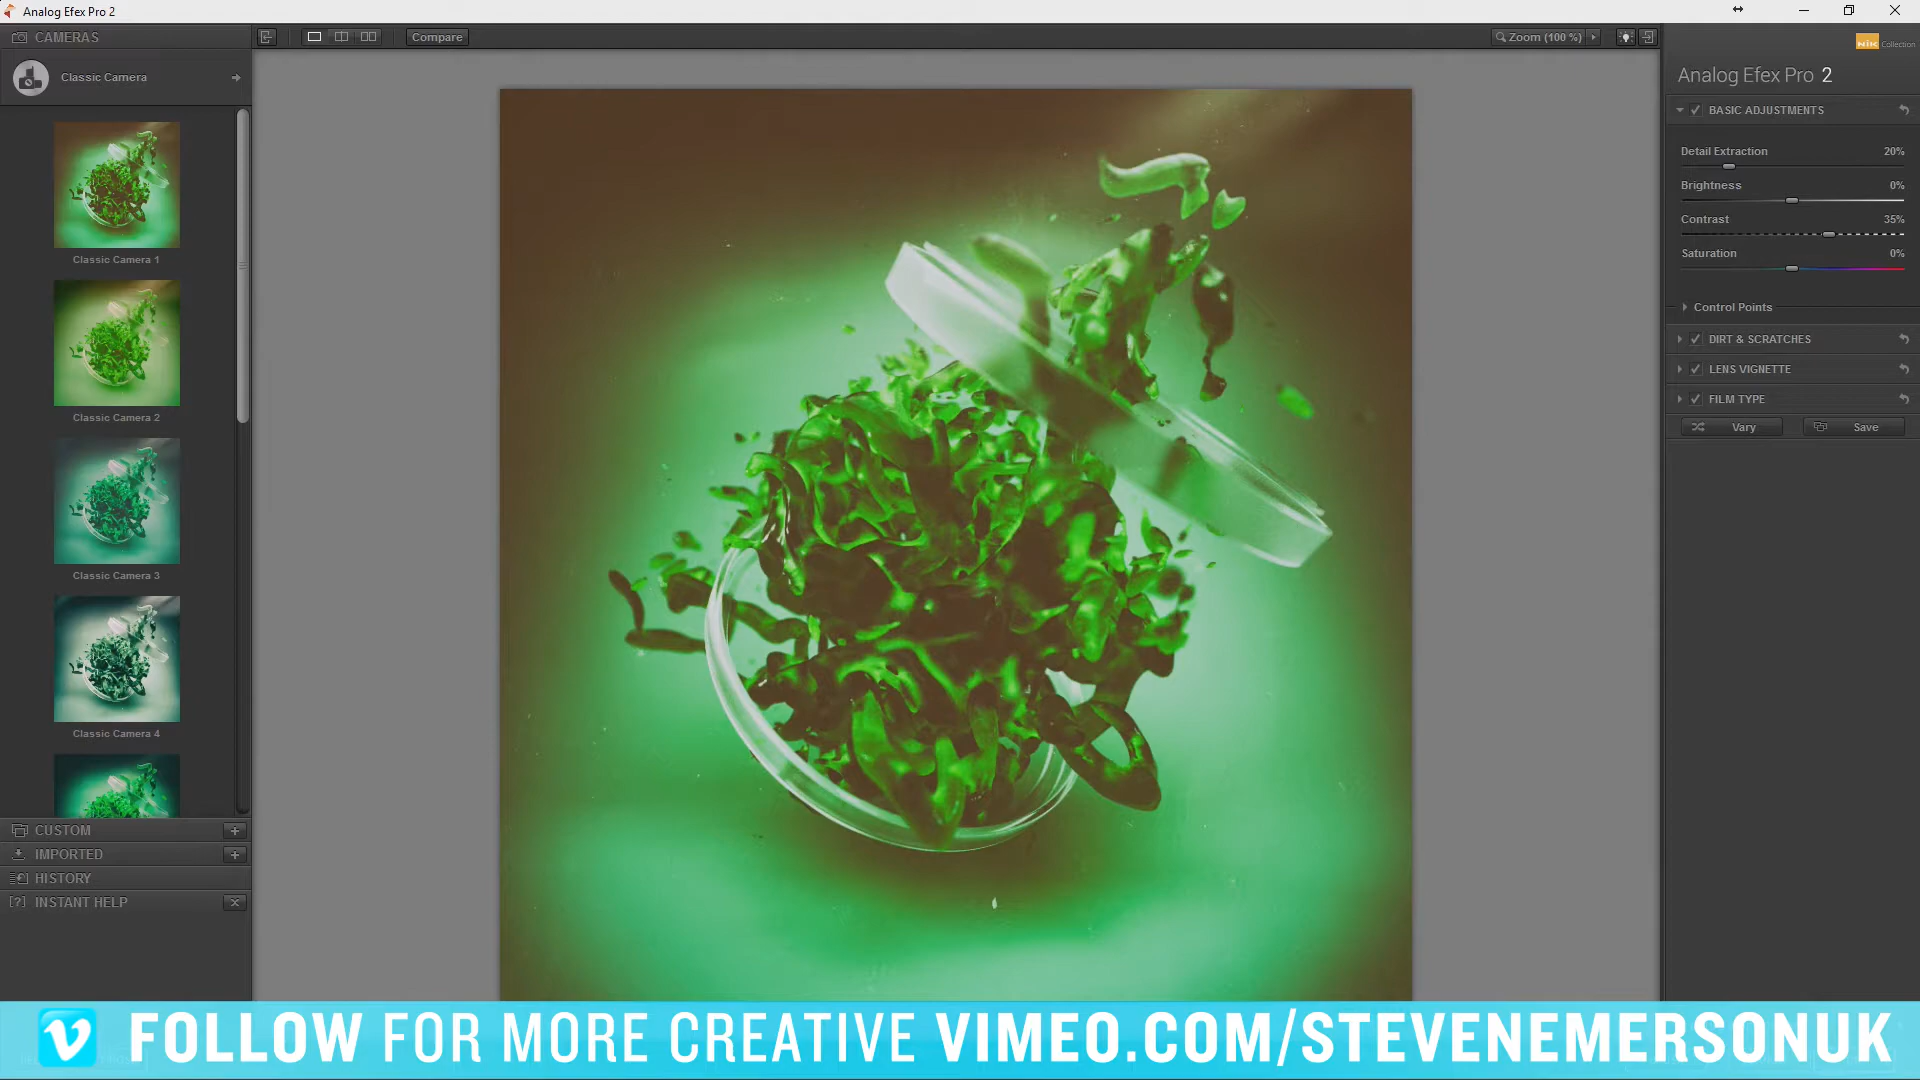 Analog Efex Pro 2
CAMERAS
Compare
Zoom (100 %)
Nik Collection
Classic Camera
Analog Efex Pro 2
BASIC ADJUSTMENTS
Detail Extraction 20%
Brightness 0%
Contrast 35%
Saturation 0%
Control Points
DIRT & SCRATCHES
LENS VIGNETTE
FILM TYPE
Vary
Save
Classic Camera 1
Classic Camera 2
Classic Camera 3
Classic Camera 4
CUSTOM
IMPORTED
HISTORY
[?] INSTANT HELP
FOLLOW FOR MORE CREATIVE VIMEO.COM/STEVENEMERSONUK